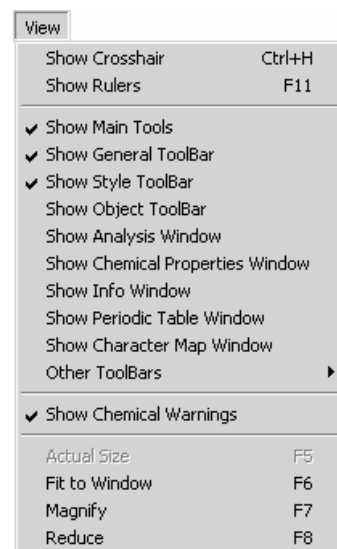 View
Show Crosshair Ctrl+H
Show Rulers F11
Show Main Tools
Show General ToolBar
Show Style ToolBar
Show Object ToolBar
Show Analysis Window
Show Chemical Properties Window
Show Info Window
Show Periodic Table Window
Show Character Map Window
Other ToolBars
Show Chemical Warnings
Actual Size F5
Fit to Window F6
Magnify F7
Reduce F8